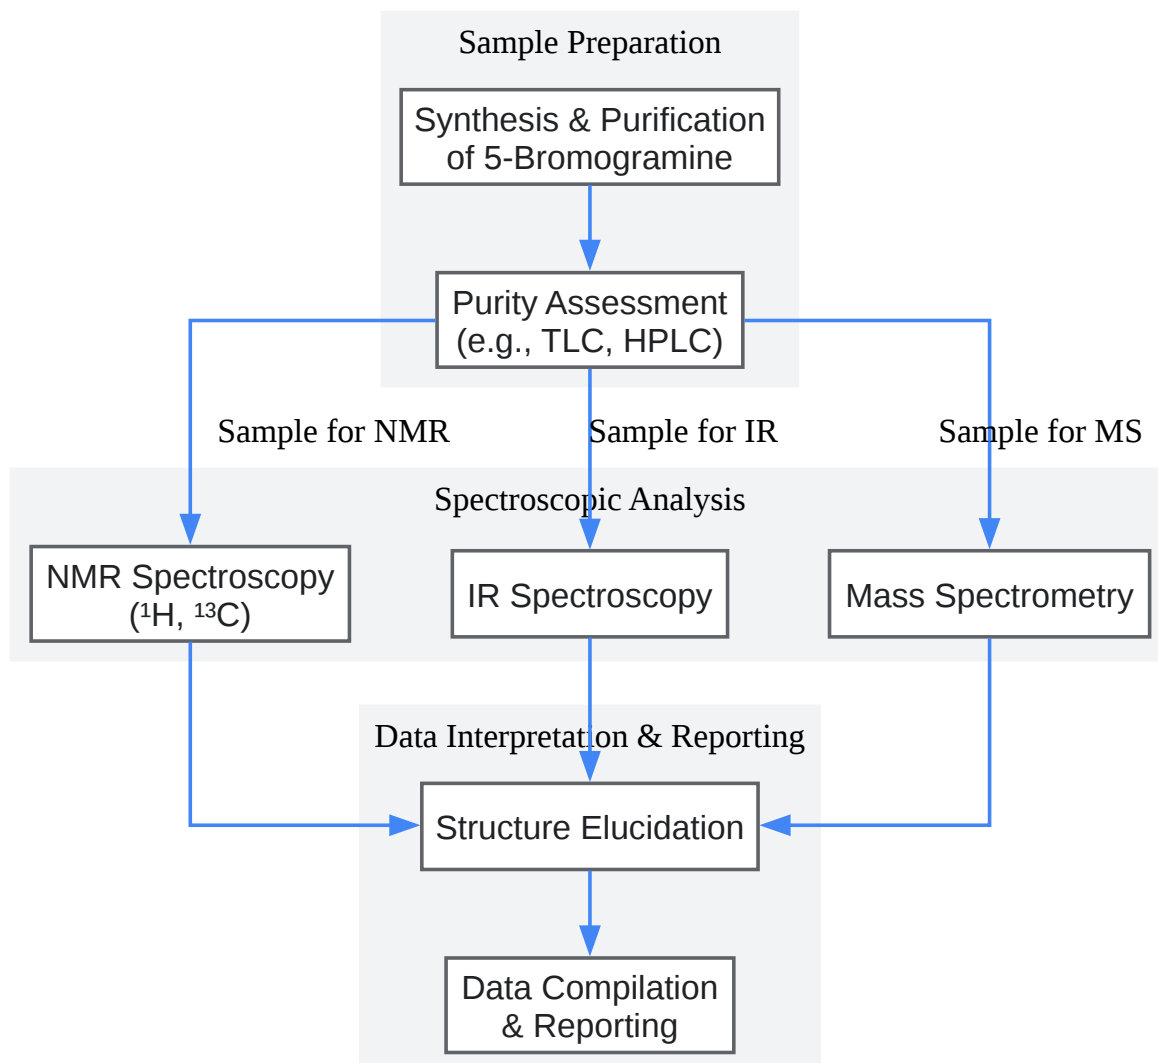 Sample Preparation
Synthesis & Purification
of 5-Bromogramine
Purity Assessment
(e.g., TLC, HPLC)
Sample for NMR
Sample for IR
Sample for MS
Spectroscopic Analysis
NMR Spectroscopy
(¹H, ¹³C)
IR Spectroscopy
Mass Spectrometry
Data Interpretation & Reporting
Structure Elucidation
Data Compilation
& Reporting